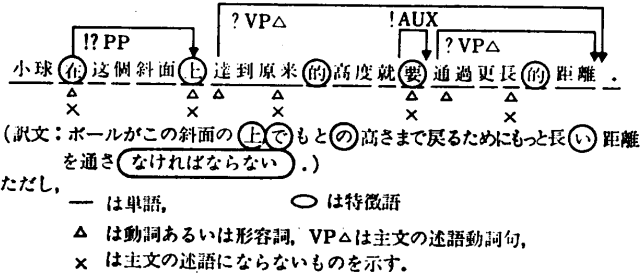 ?VP△ !AUX
!?PP ?VP△
小球在这個斜面上達到原来的高度就要通過更長的距離.
△ △ △ △ △ △ △
× × × × ×
(訳文：ボールがこの斜面の上でもとの高さまで戻るためにもっと長い距離
を通さなければならない.)
ただし,
― は単語, ○ は特徴語
△ は動詞あるいは形容詞, VP△は主文の述語動詞句,
× は主文の述語にならないものを示す.